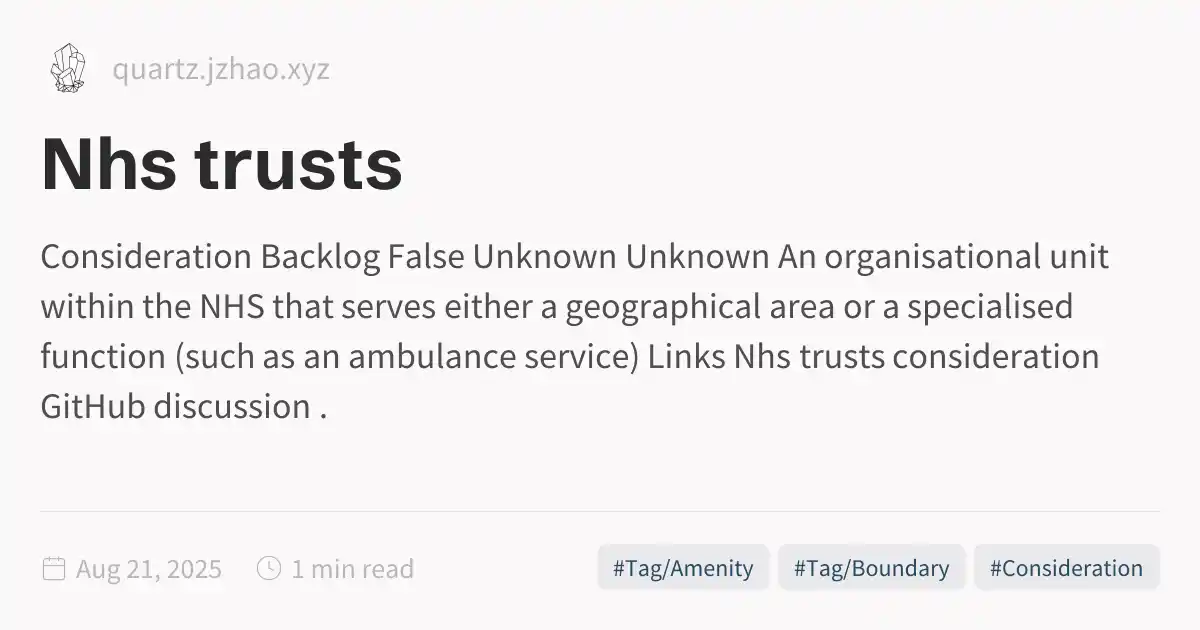 quartz.jzhao.xyz
Nhs trusts
Consideration Backlog False Unknown Unknown An organisational unit
within the NHS that serves either a geographical area or a specialised
function (such as an ambulance service) Links Nhs trusts consideration
GitHub discussion .
Aug 21, 2025 1 min read #Tag/Amenity #Tag/Boundary #Consideration